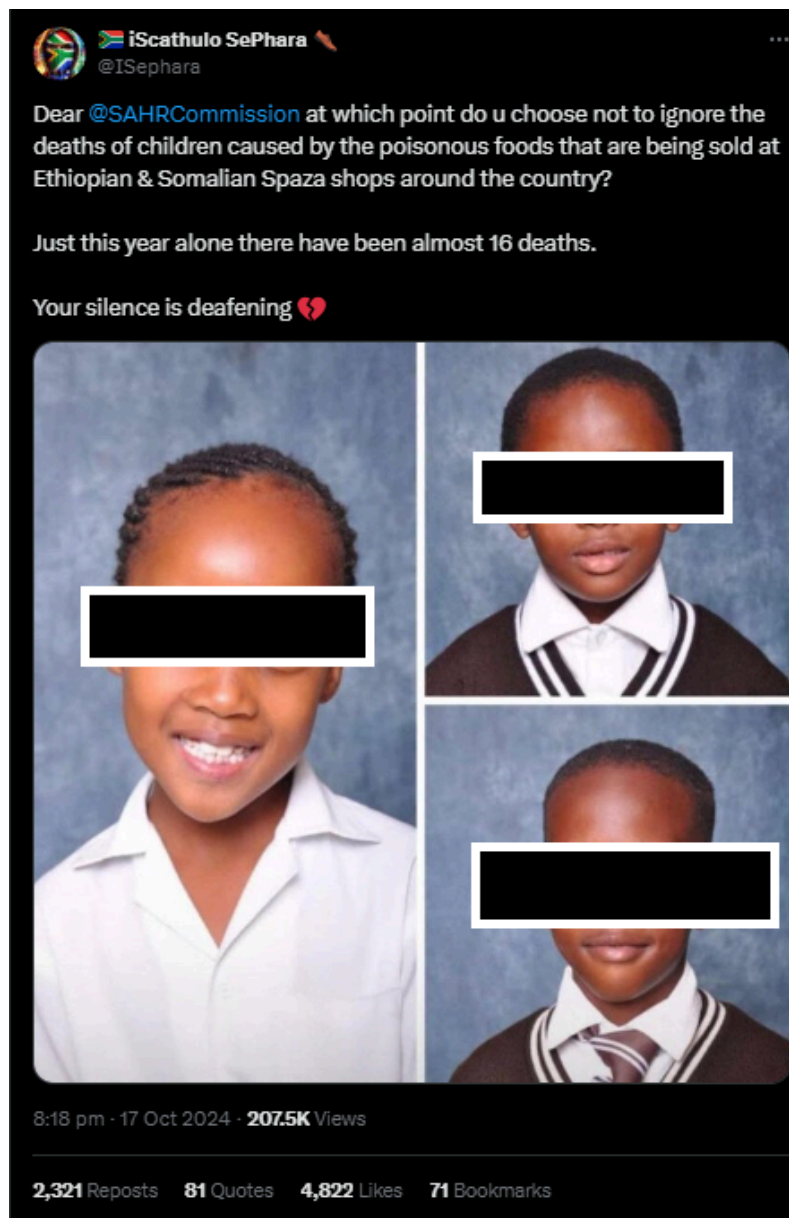 🇿🇦 iScathulo SePhara 👞
@ISephara
Dear @SAHRCommission at which point do u choose not to ignore the
deaths of children caused by the poisonous foods that are being sold at
Ethiopian & Somalian Spaza shops around the country?
Just this year alone there have been almost 16 deaths.
Your silence is deafening 💔
8:18 pm · 17 Oct 2024 · 207.5K Views
2,321 Reposts 81 Quotes 4,822 Likes 71 Bookmarks